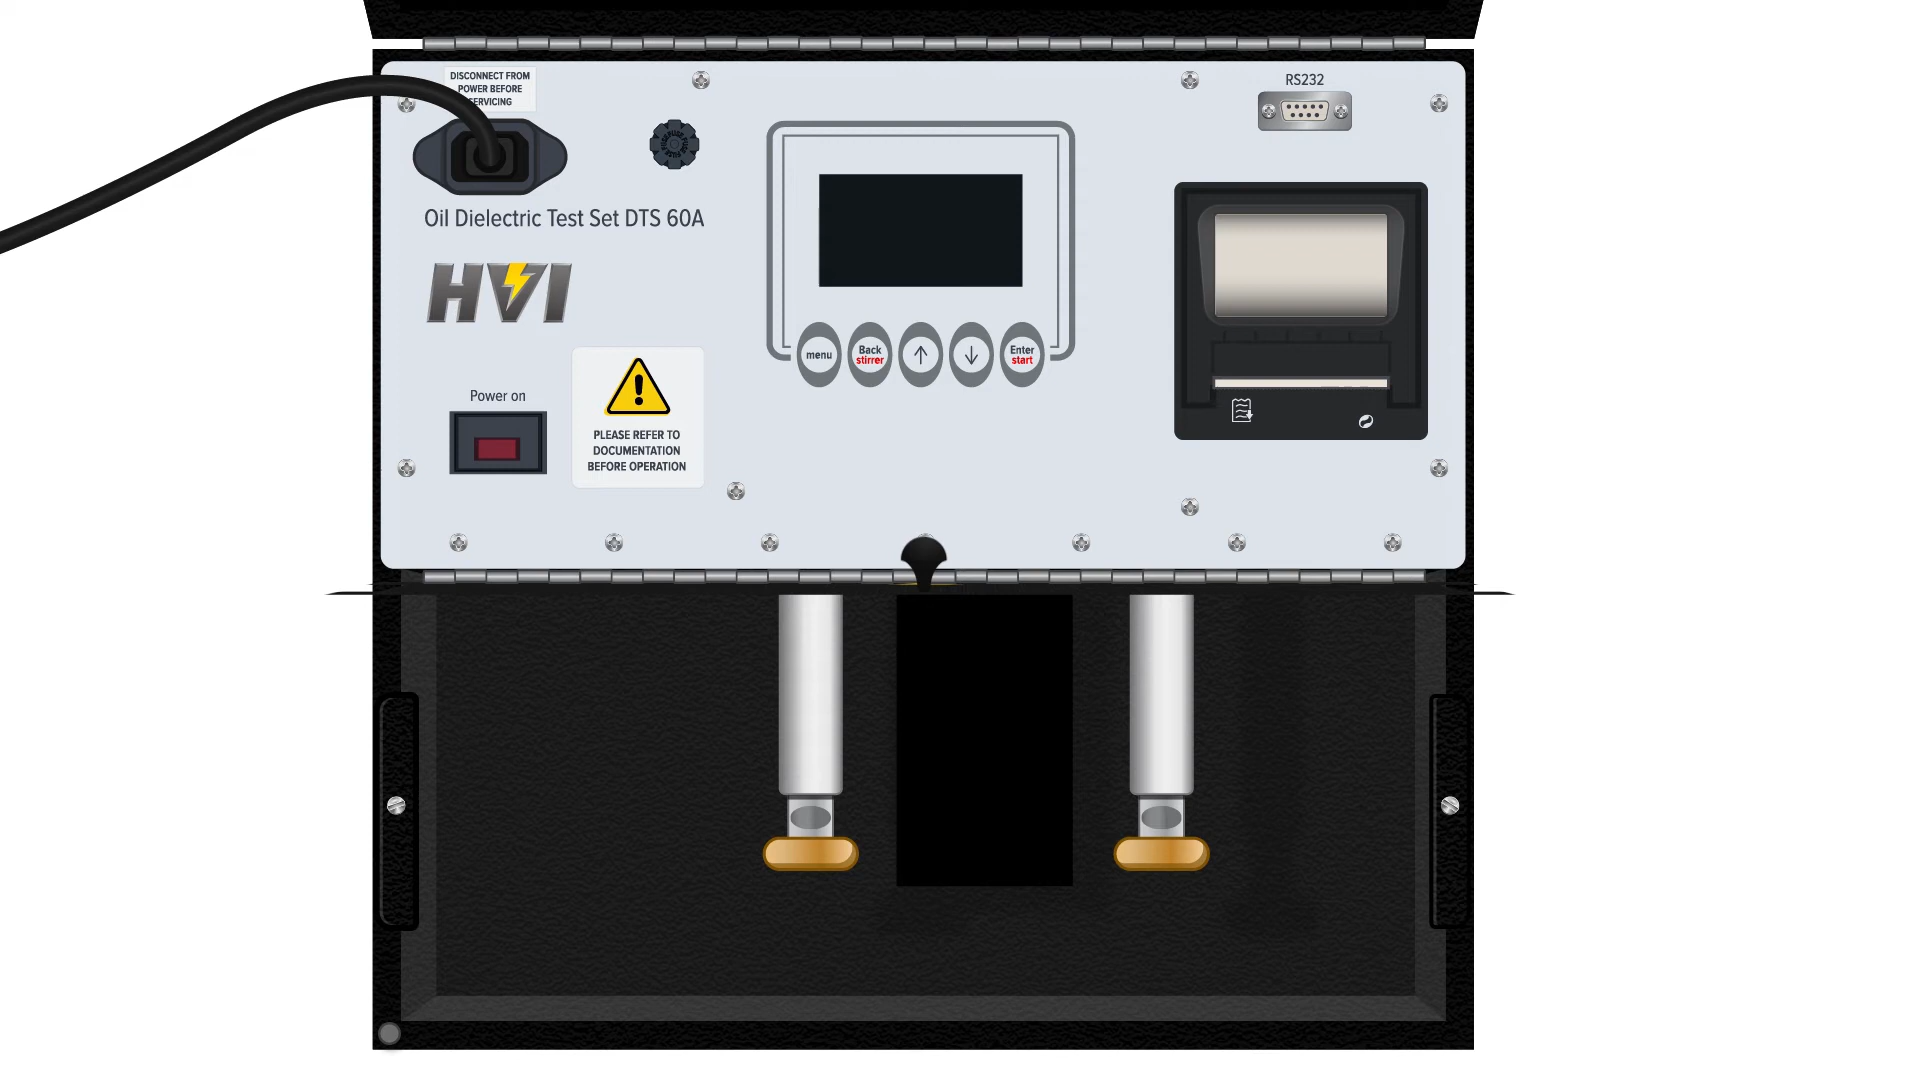 DISCONNECT FROM
POWER BEFORE
SERVICING
RS232
Oil Dielectric Test Set DTS 60A
HVI
menu
Back
stirrer
Enter
start
Power on
PLEASE REFER TO
DOCUMENTATION
BEFORE OPERATION